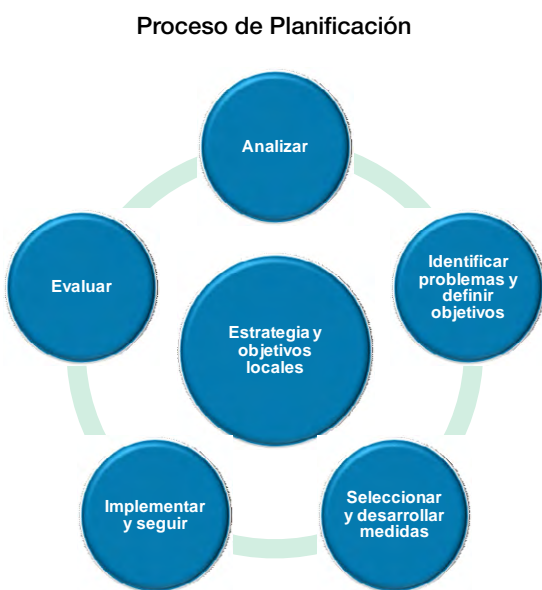 Proceso de Planificación
Analizar
Identificar
problemas y
definir
objetivos
Evaluar
Estrategia y
objetivos
locales
Implementar
y seguir
Seleccionar
y desarrollar
medidas